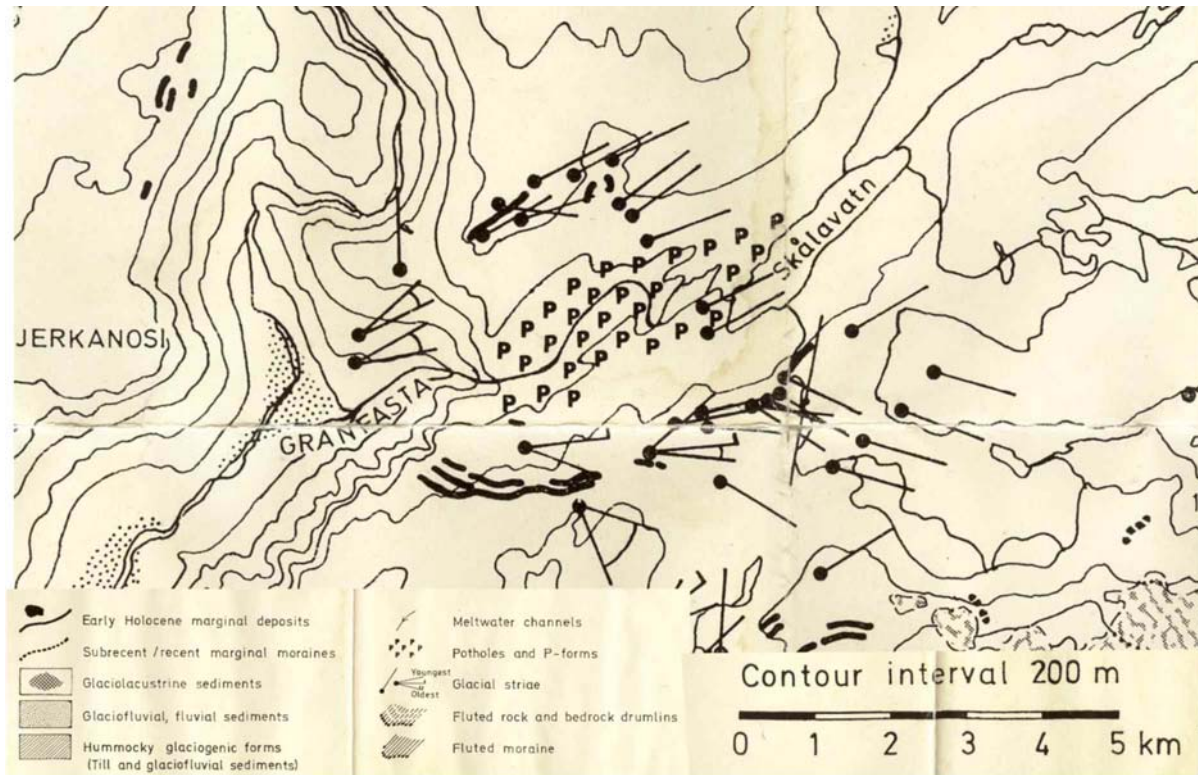 Skålavatn
JERKANOSI
GRANFASTA
Early Holocene marginal deposits
Subrecent/recent marginal moraines
Glaciolacustrine sediments
Glaciofluvial, fluvial sediments
Hummocky glaciogenic forms
(Till and glaciofluvial sediments)
Meltwater channels
Potholes and P-forms
Youngest
Glacial striae
Oldest
Fluted rock and bedrock drumlins
Fluted moraine
Contour interval 200 m
0 1 2 3 4 5 km